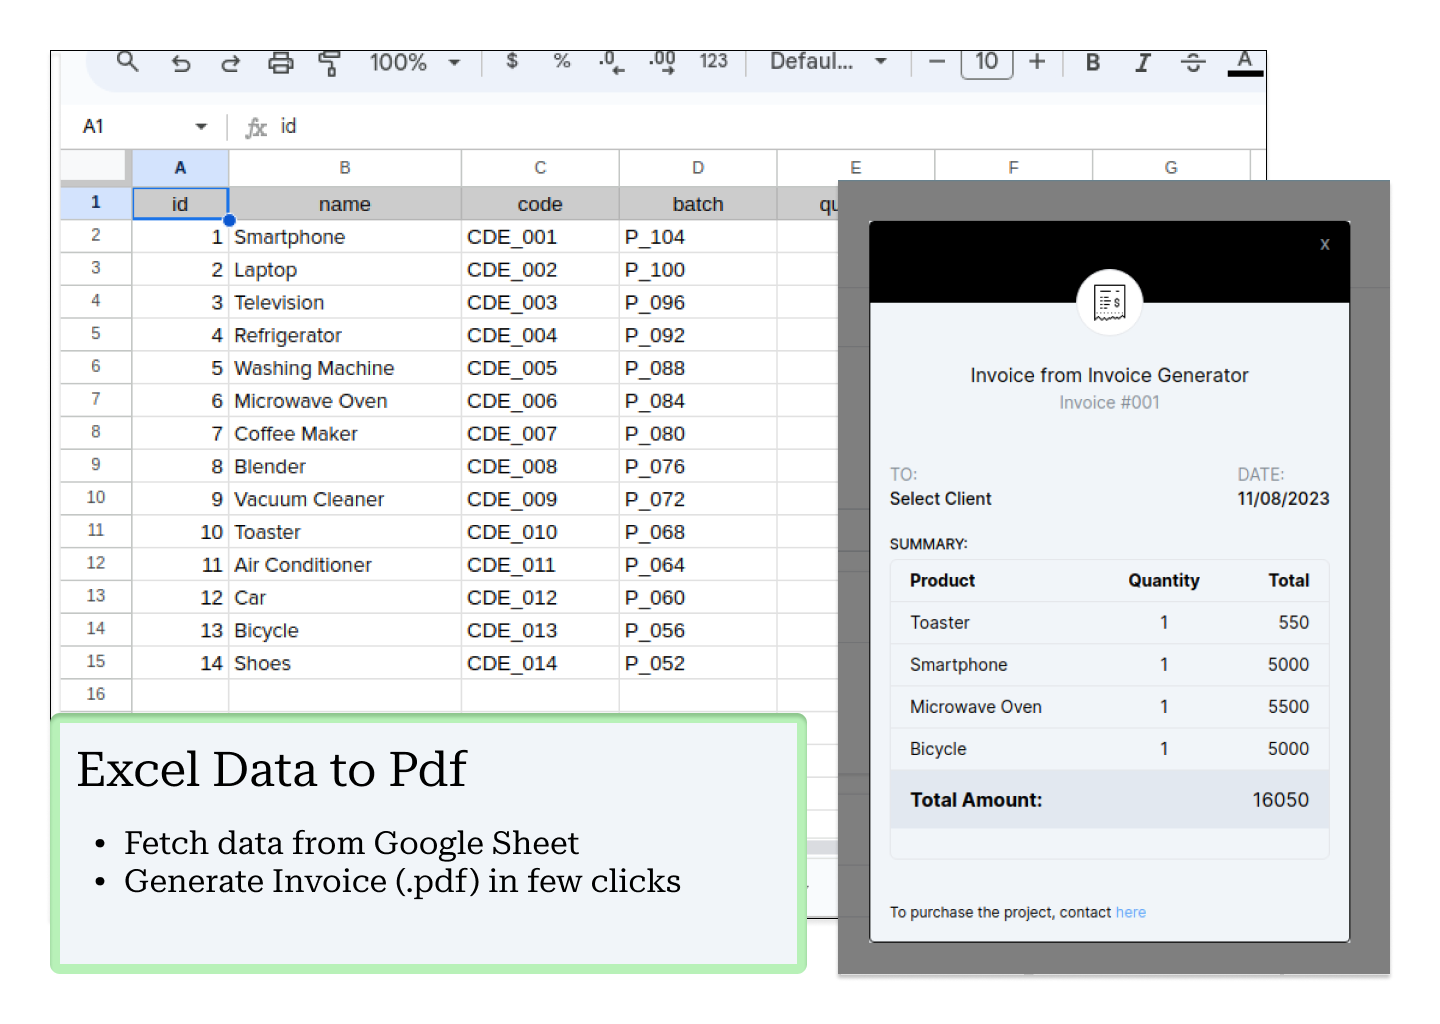 100% $ % .0 .00 123 Defaul... 10 B I S A
A1 fx id
A B C D E F G
1 id name code batch qu
2 1 Smartphone CDE_001 P_104
3 2 Laptop CDE_002 P_100
4 3 Television CDE_003 P_096
5 4 Refrigerator CDE_004 P_092
6 5 Washing Machine CDE_005 P_088
7 6 Microwave Oven CDE_006 P_084
8 7 Coffee Maker CDE_007 P_080
9 8 Blender CDE_008 P_076
10 9 Vacuum Cleaner CDE_009 P_072
11 10 Toaster CDE_010 P_068
12 11 Air Conditioner CDE_011 P_064
13 12 Car CDE_012 P_060
14 13 Bicycle CDE_013 P_056
15 14 Shoes CDE_014 P_052
16
Excel Data to Pdf
• Fetch data from Google Sheet
• Generate Invoice (.pdf) in few clicks
X
$
Invoice from Invoice Generator
Invoice #001
TO: DATE:
Select Client 11/08/2023
SUMMARY:
Product Quantity Total
Toaster 1 550
Smartphone 1 5000
Microwave Oven 1 5500
Bicycle 1 5000
Total Amount: 16050
To purchase the project, contact here